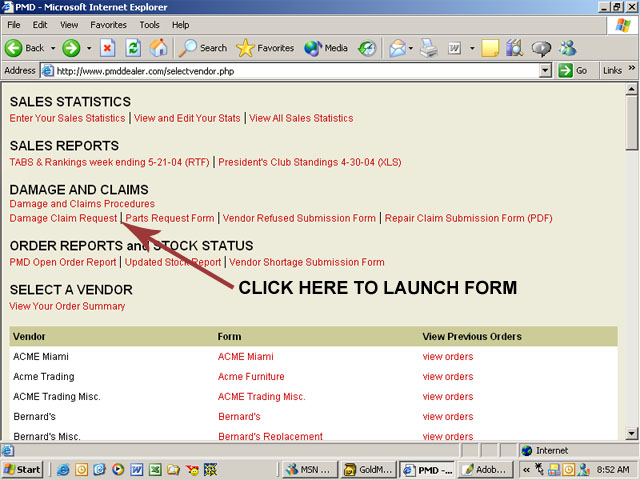 PMD - Microsoft Internet Explorer
File Edit View Favorites Tools Help
Back Search Favorites Media
Address http://www.pmddealer.com/selectvendor.php Go Links »
SALES STATISTICS
Enter Your Sales Statistics | View and Edit Your Stats | View All Sales Statistics
SALES REPORTS
TABS & Rankings week ending 5-21-04 (RTF) | President's Club Standings 4-30-04 (XLS)
DAMAGE AND CLAIMS
Damage and Claims Procedures
Damage Claim Request | Parts Request Form | Vendor Refused Submission Form | Repair Claim Submission Form (PDF)
ORDER REPORTS and STOCK STATUS
PMD Open Order Report | Updated Stock Report | Vendor Shortage Submission Form
SELECT A VENDOR
CLICK HERE TO LAUNCH FORM
View Your Order Summary
Vendor Form View Previous Orders
ACME Miami ACME Miami view orders
Acme Trading Acme Furniture view orders
ACME Trading Misc. ACME Trading Misc. view orders
Bernard's Bernard's view orders
Bernard's Misc. Bernard's Replacement view orders
Internet
Start MSN ... GoldM... PMD -... Adob... « 8:52 AM